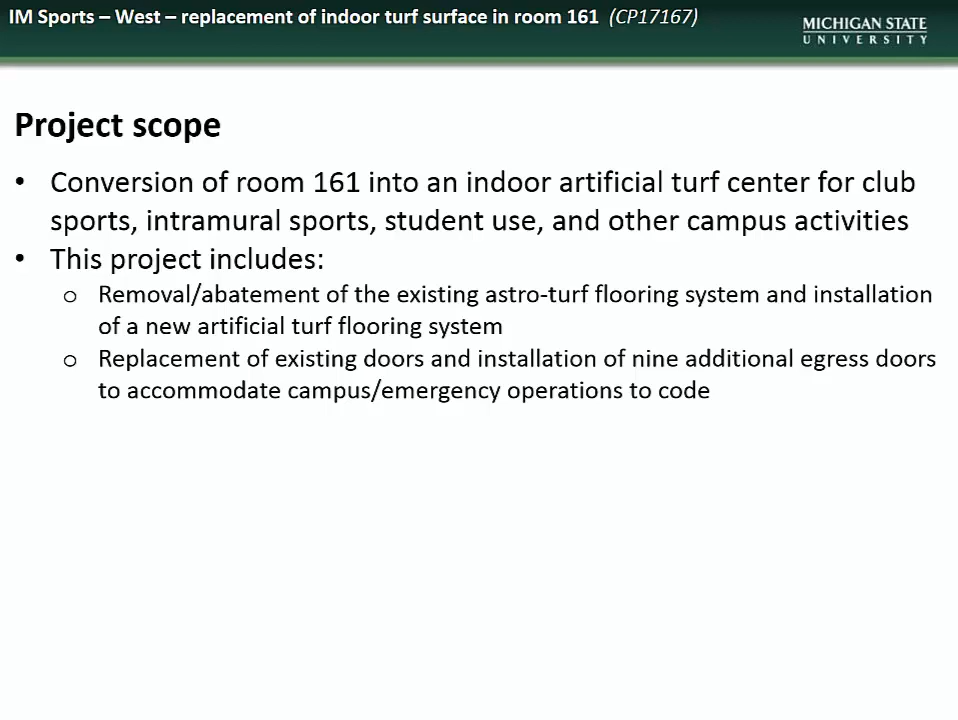 IM Sports – West – replacement of indoor turf surface in room 161 (CP17167)
MICHIGAN STATE
UNIVERSITY
Project scope
• Conversion of room 161 into an indoor artificial turf center for club
sports, intramural sports, student use, and other campus activities
• This project includes:
o Removal/abatement of the existing astro-turf flooring system and installation
of a new artificial turf flooring system
o Replacement of existing doors and installation of nine additional egress doors
to accommodate campus/emergency operations to code